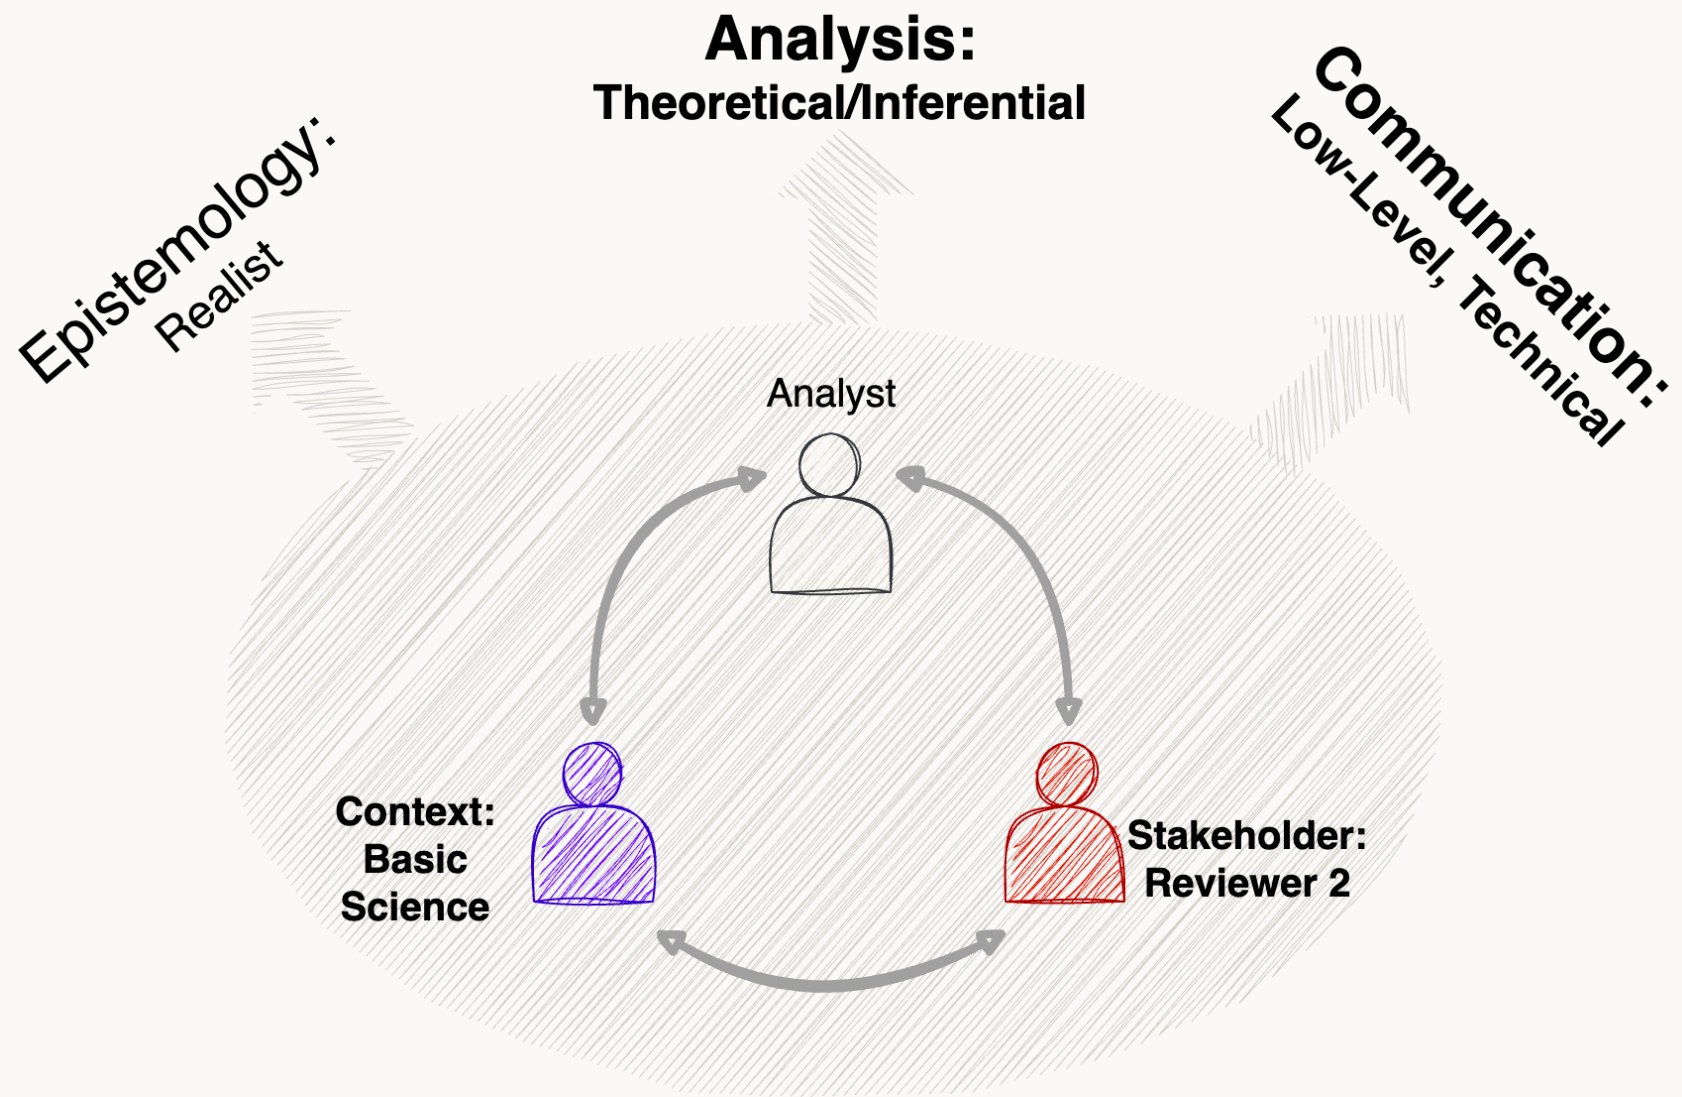 Analysis:
Theoretical/Inferential
Epistemology:
Realist
Communication:
Low-Level, Technical
Analyst
Context:
Basic
Science
Stakeholder:
Reviewer 2